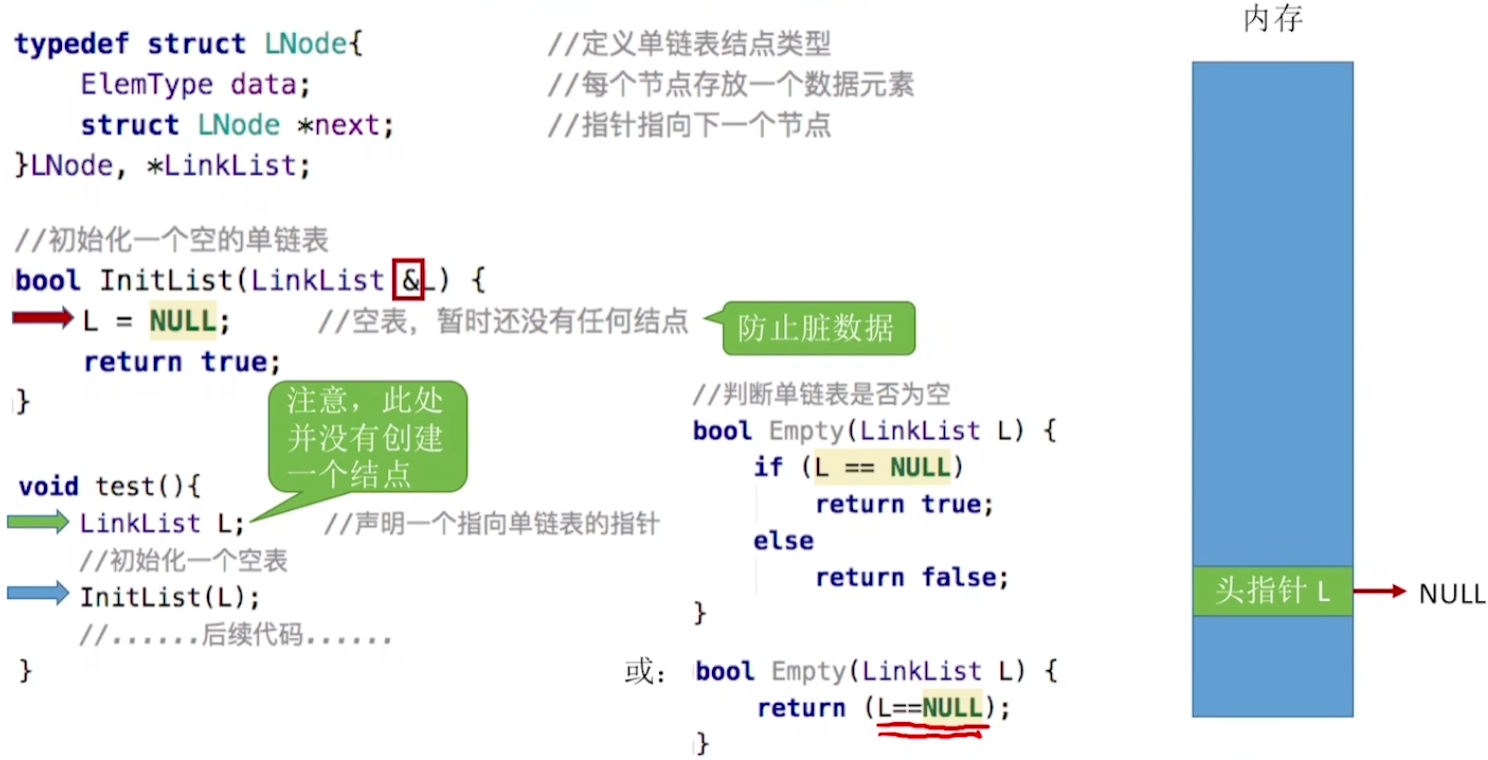 typedef struct LNode{ //定义单链表结点类型
ElemType data; //每个节点存放一个数据元素
struct LNode *next; //指针指向下一个节点
}LNode, *LinkList;
//初始化一个空的单链表
bool InitList(LinkList &L) {
L = NULL; //空表，暂时还没有任何结点
防止脏数据
return true;
}
注意，此处
并没有创建
一个结点
void test(){
LinkList L; //声明一个指向单链表的指针
//初始化一个空表
InitList(L);
//......后续代码......
}
//判断单链表是否为空
bool Empty(LinkList L) {
if (L == NULL)
return true;
else
return false;
}
或：
bool Empty(LinkList L) {
return (L==NULL);
}
内存
头指针 L
NULL